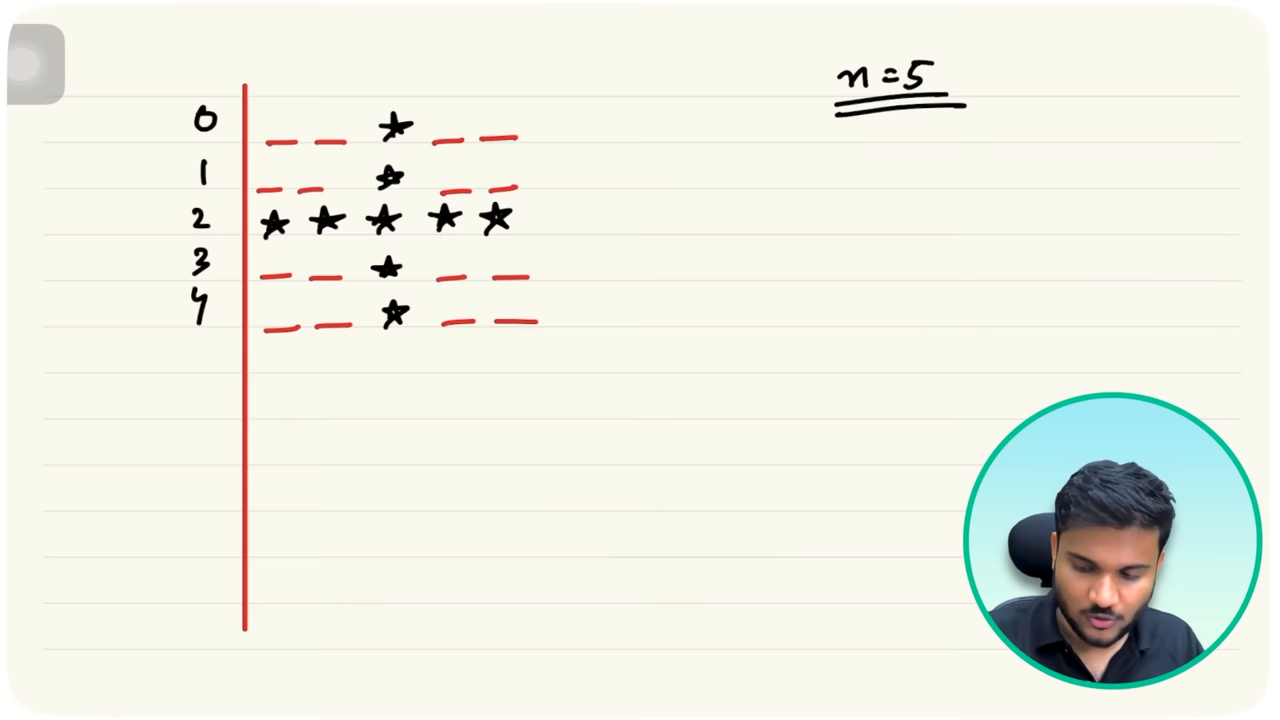 n = 5
0 _ _ ★ _ _
1 _ _ ★ _ _
2 ★ ★ ★ ★ ★
3 _ _ ★ _ _
4 _ _ ★ _ _